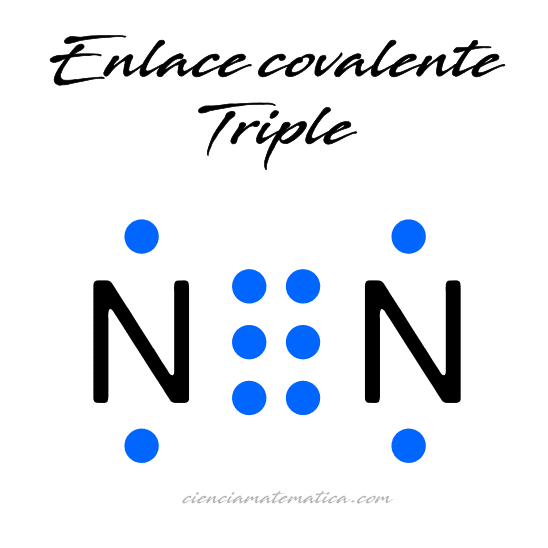 Enlace covalente
Triple
N N
cienciamatematica.com